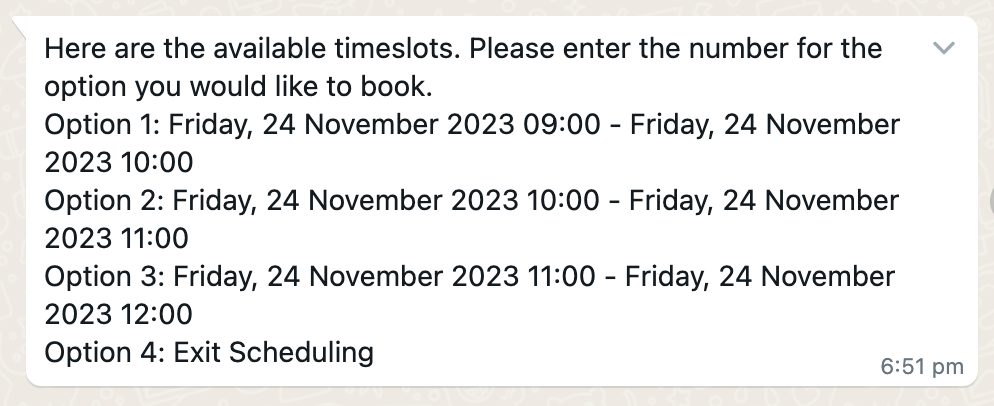 Here are the available timeslots. Please enter the number for the
option you would like to book.
Option 1: Friday, 24 November 2023 09:00 - Friday, 24 November
2023 10:00
Option 2: Friday, 24 November 2023 10:00 - Friday, 24 November
2023 11:00
Option 3: Friday, 24 November 2023 11:00 - Friday, 24 November
2023 12:00
Option 4: Exit Scheduling
6:51 pm